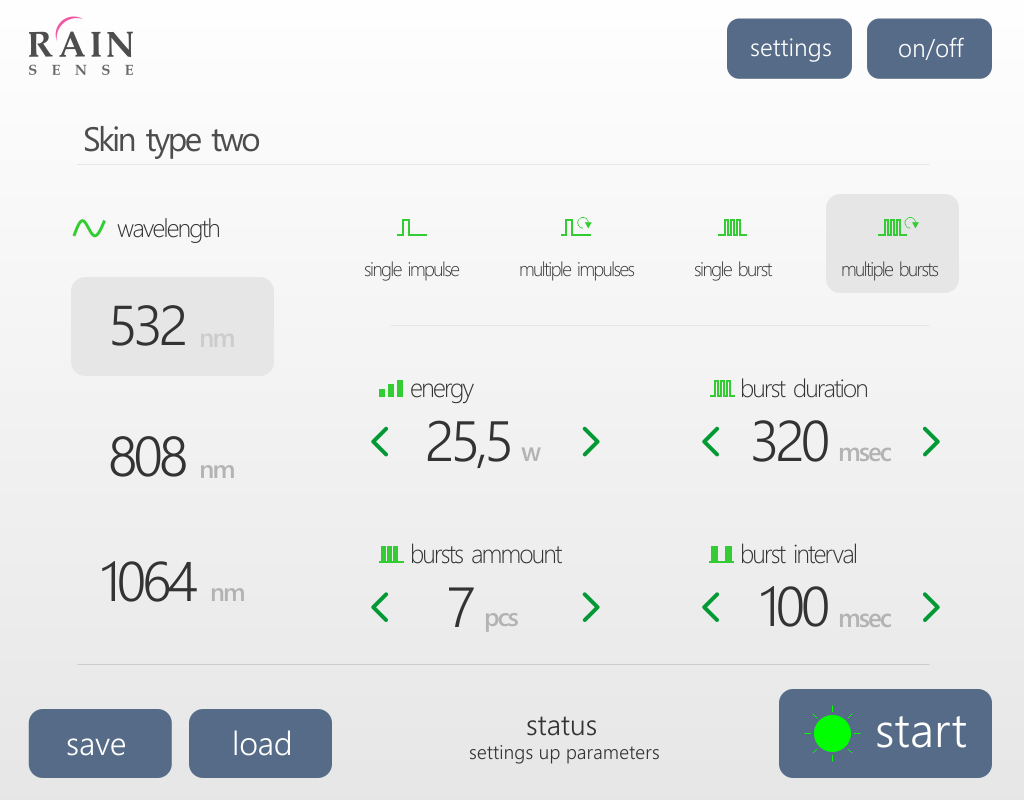 RAIN
SENSE
settings
on/off
Skin type two
wavelength
single impulse
multiple impulses
single burst
multiple bursts
532 nm
808 nm
1064 nm
energy
25,5 w
burst duration
320 msec
bursts ammount
7 pcs
burst interval
100 msec
save
load
status
settings up parameters
start